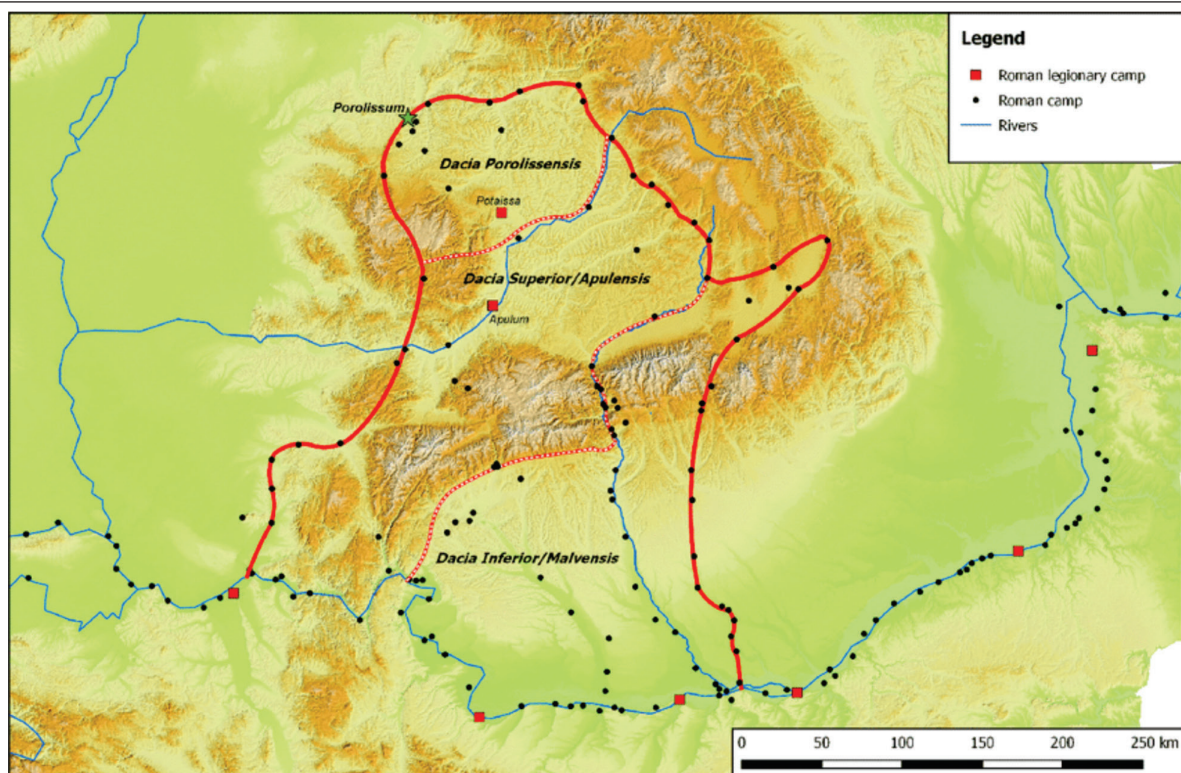 Legend
Roman legionary camp
Roman camp
Rivers
Porolissum
Dacia Porolissensis
Potaissa
Dacia Superior/Apulensis
Apulum
Dacia Inferior/Malvensis
0 50 100 150 200 250 km